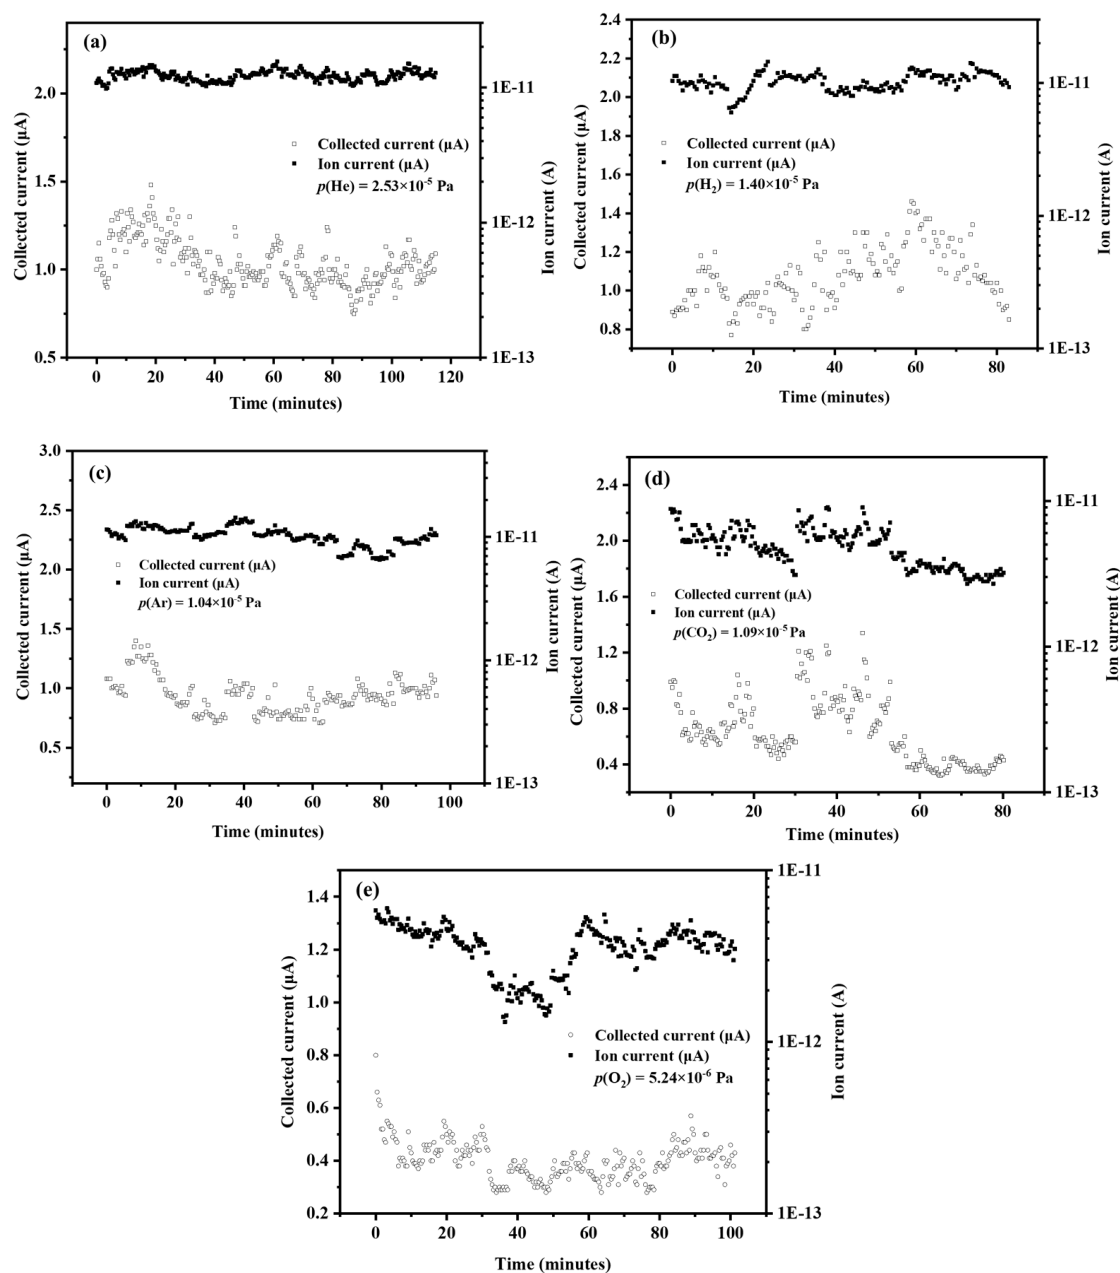 (a)
2.0
1.5
1.0
0.5
Collected current (μA)
1E-11
1E-12
1E-13
Ion current (A)
Collected current (μA)
Ion current (μA)
p(He) = 2.53×10⁻⁵ Pa
0 20 40 60 80 100 120
Time (minutes)
(b)
2.4
2.2
2.0
1.8
1.6
1.4
1.2
1.0
0.8
Collected current (μA)
1E-11
1E-12
1E-13
Ion current (A)
Collected current (μA)
Ion current (μA)
p(H₂) = 1.40×10⁻⁵ Pa
0 20 40 60 80
Time (minutes)
(c)
3.0
2.5
2.0
1.5
1.0
0.5
Collected current (μA)
1E-11
1E-12
1E-13
Ion current (A)
Collected current (μA)
Ion current (μA)
p(Ar) = 1.04×10⁻⁵ Pa
0 20 40 60 80 100
Time (minutes)
(d)
2.4
2.0
1.6
1.2
0.8
0.4
Collected current (μA)
1E-11
1E-12
1E-13
Ion current (A)
Collected current (μA)
Ion current (μA)
p(CO₂) = 1.09×10⁻⁵ Pa
0 20 40 60 80
Time (minutes)
(e)
1.4
1.2
1.0
0.8
0.6
0.4
0.2
Collected current (μA)
1E-11
1E-12
1E-13
Ion current (A)
Collected current (μA)
Ion current (μA)
p(O₂) = 5.24×10⁻⁶ Pa
0 20 40 60 80 100
Time (minutes)